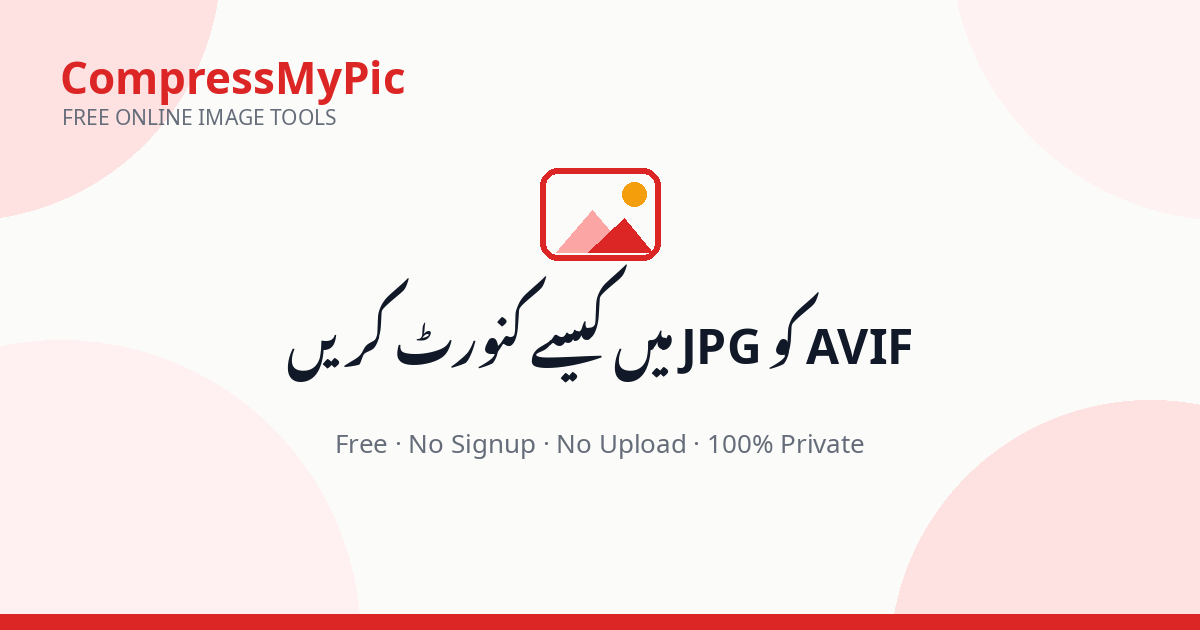 CompressMyPic
FREE ONLINE IMAGE TOOLS
AVIF کو JPG میں کیسے کنورٹ کریں
Free · No Signup · No Upload · 100% Private